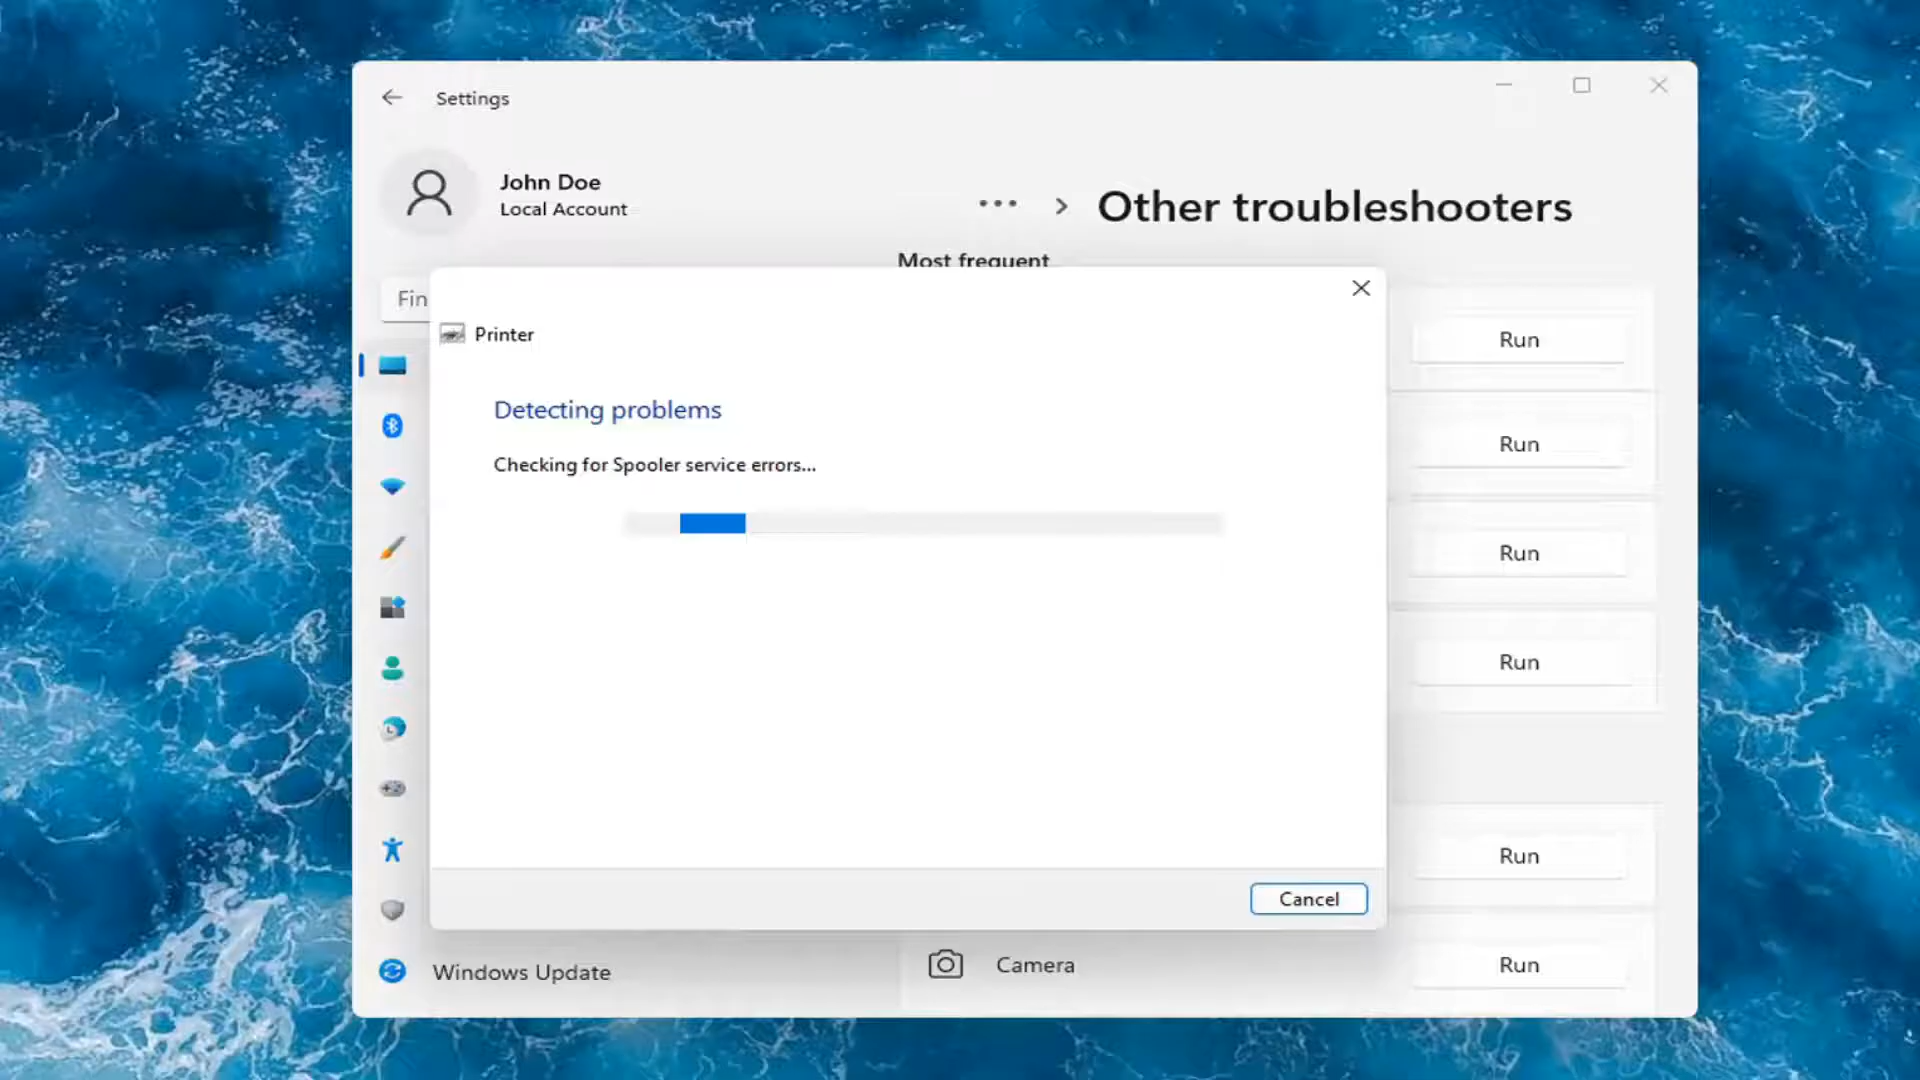 Settings
John Doe
Local Account
Other troubleshooters
Most frequent
Fin
Printer
Detecting problems
Checking for Spooler service errors...
Run
Run
Run
Run
Run
Cancel
Windows Update
Camera
Run